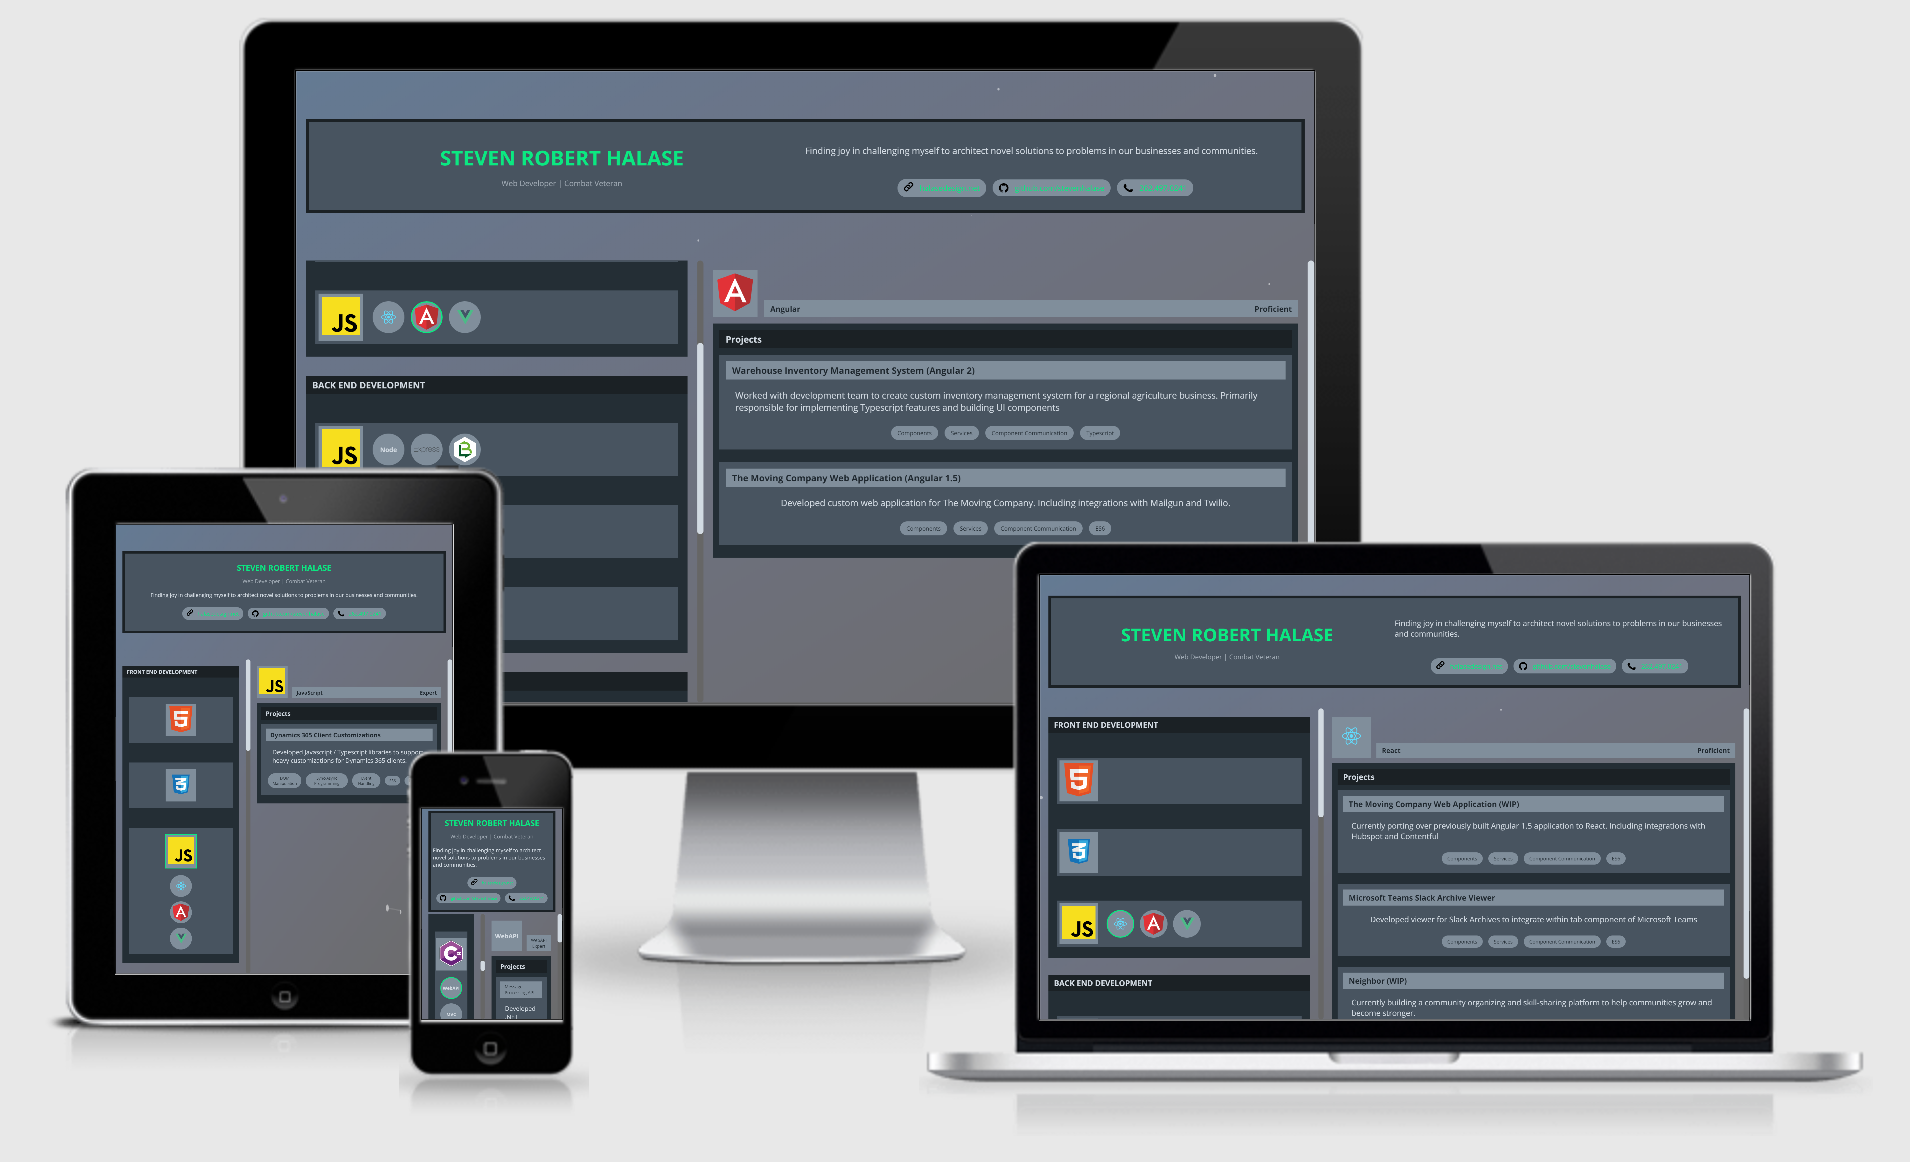 STEVEN ROBERT HALASE
Web Developer | Combat Veteran
Finding joy in challenging myself to architect novel solutions to problems in our businesses and communities.
JS
A
Angular
Proficient
Projects
Warehouse Inventory Management System (Angular 2)
Worked with development team to create custom inventory management system for a regional agriculture business. Primarily
responsible for implementing Typescript features and building UI components
Components
Services
Component Communication
Typescript
The Moving Company Web Application (Angular 1.5)
Developed custom web application for The Moving Company. Including integrations with Mailgun and Twilio.
Components
Services
Component Communication
ES6
BACK END DEVELOPMENT
JS
Node
express
B
STEVEN ROBERT HALASE
Web Developer | Combat Veteran
Finding joy in challenging myself to architect novel solutions to problems in our businesses and communities.
FRONT END DEVELOPMENT
5
3
JS
A
JS
JavaScript
Expert
Projects
Dynamics 365 Client Customizations
Developed Javascript / Typescript libraries to support
heavy customizations for Dynamics 365 clients.
Event
Handling
ES6
STEVEN ROBERT HALASE
Web Developer | Combat Veteran
Finding joy in challenging myself to architect
novel solutions to problems in our businesses
and communities.
C
WebAPI
WebAPI
Expert
Projects
Developed
.NET
STEVEN ROBERT HALASE
Web Developer | Combat Veteran
Finding joy in challenging myself to architect novel solutions to problems in our businesses
and communities.
FRONT END DEVELOPMENT
5
3
JS
A
BACK END DEVELOPMENT
React
Proficient
Projects
The Moving Company Web Application (WIP)
Currently porting over previously built Angular 1.5 application to React. Including integrations with
Hubspot and Contentful
Components
Services
Component Communication
ES6
Microsoft Teams Slack Archive Viewer
Developed viewer for Slack Archives to integrate within tab component of Microsoft Teams
Components
Services
Component Communication
ES6
Neighbor (WIP)
Currently building a community organizing and skill-sharing platform to help communities grow and
become stronger.